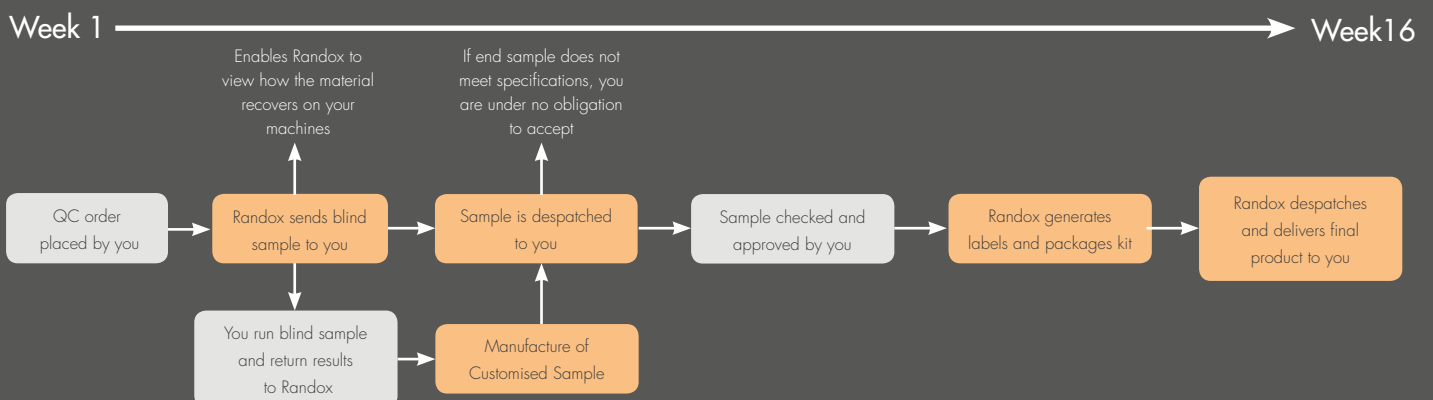 Week 1
Week16
Enables Randox to
view how the material
recovers on your
machines
If end sample does not
meet specifications, you
are under no obligation
to accept
QC order
placed by you
Randox sends blind
sample to you
Sample is despatched
to you
Sample checked and
approved by you
Randox generates
labels and packages kit
Randox despatches
and delivers final
product to you
You run blind sample
and return results
to Randox
Manufacture of
Customised Sample